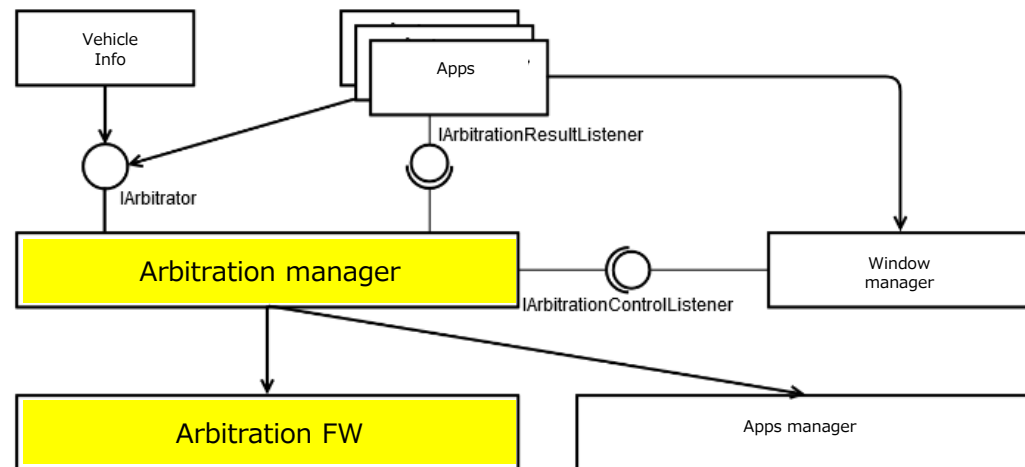 Vehicle
Info
Apps
IArbitrationResultListener
IArbitrator
Arbitration manager
Window
manager
IArbitrationControlListener
Arbitration FW
Apps manager